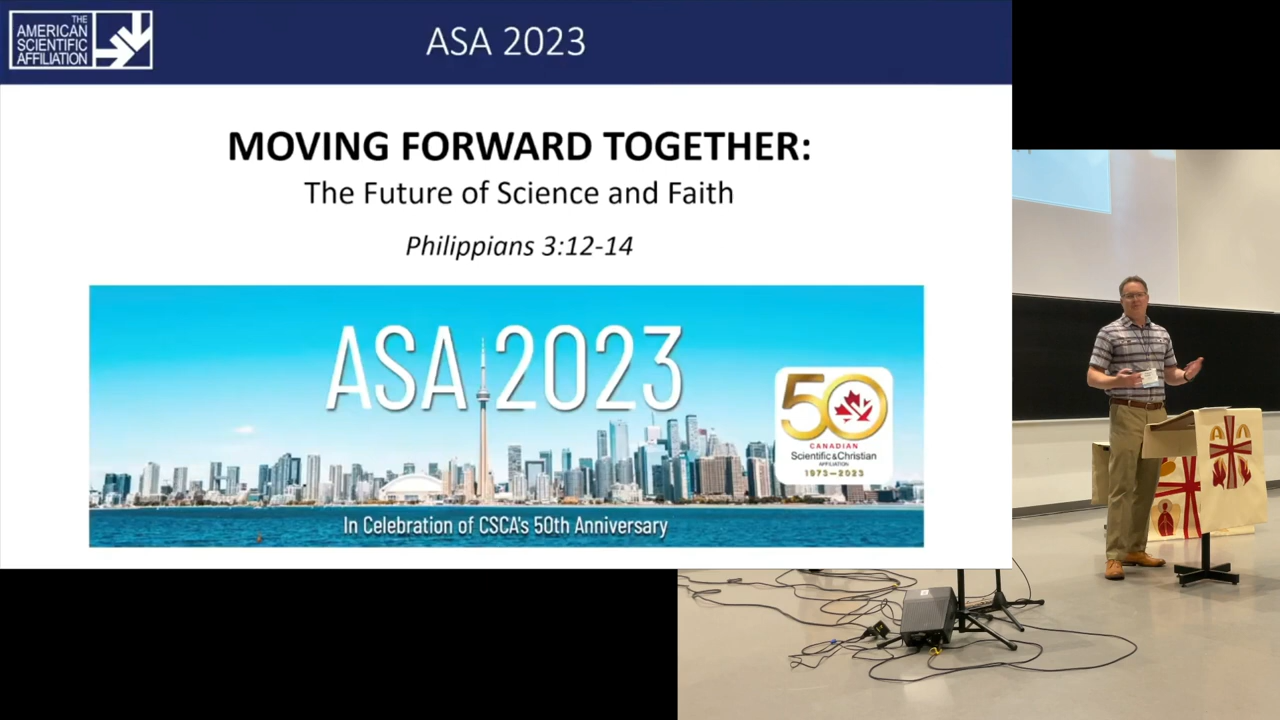 THE
AMERICAN
SCIENTIFIC
AFFILIATION
ASA 2023
MOVING FORWARD TOGETHER:
The Future of Science and Faith
Philippians 3:12-14
ASA 2023
50
CANADIAN
Scientific & Christian
AFFILIATION
1973—2023
In Celebration of CSCA's 50th Anniversary